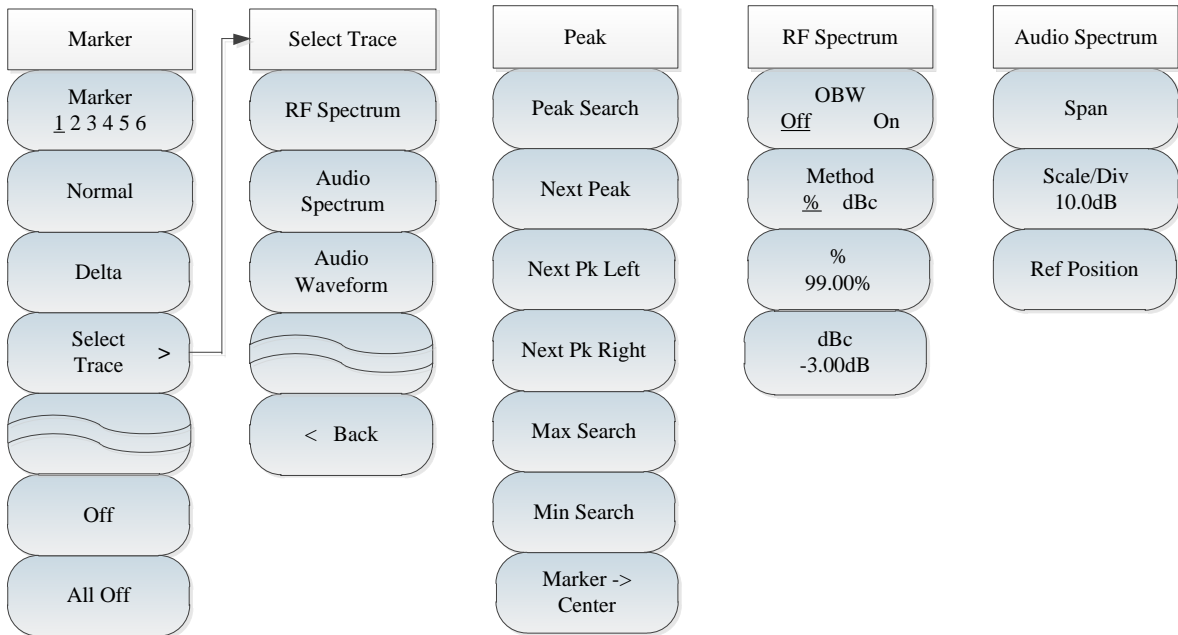 Marker
Marker
1 2 3 4 5 6
Normal
Delta
Select
Trace >
Off
All Off
Select Trace
RF Spectrum
Audio
Spectrum
Audio
Waveform
< Back
Peak
Peak Search
Next Peak
Next Pk Left
Next Pk Right
Max Search
Min Search
Marker ->
Center
RF Spectrum
OBW
Off On
Method
% dBc
%
99.00%
dBc
-3.00dB
Audio Spectrum
Span
Scale/Div
10.0dB
Ref Position